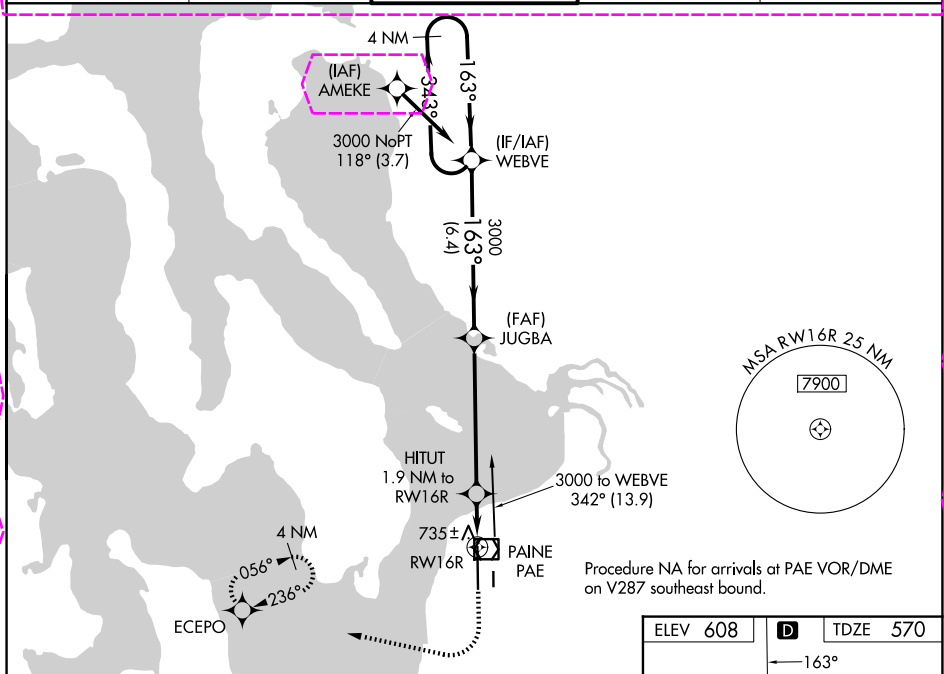 4 NM
(IAF)
AMEKE
343°
163°
3000 NoPT
118° (3.7)
(IF/IAF)
WEBVE
3000
163°
(6.4)
(FAF)
JUGBA
MSA RW16R 25 NM
7900
HITUT
1.9 NM to
RW16R
3000 to WEBVE
342° (13.9)
735±
RW16R
PAINE
PAE
4 NM
056°
236°
ECEPO
Procedure NA for arrivals at PAE VOR/DME
on V287 southeast bound.
ELEV 608
D
TDZE 570
163°